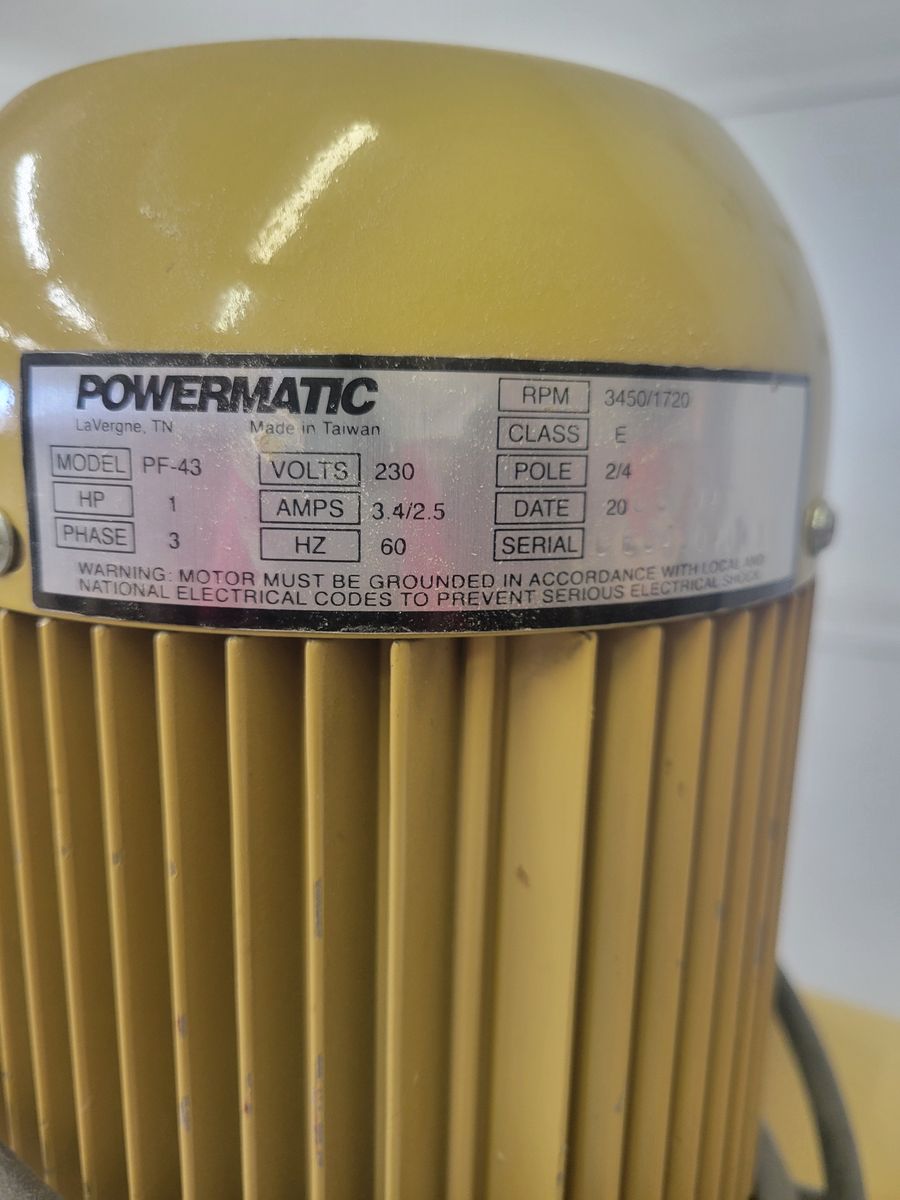 POWERMATIC
LaVergne, TN Made in Taiwan
MODEL PF-43
HP 1
PHASE 3
VOLTS 230
AMPS 3.4/2.5
HZ 60
RPM 3450/1720
CLASS E
POLE 2/4
DATE 20
SERIAL
WARNING: MOTOR MUST BE GROUNDED IN ACCORDANCE WITH LOCAL AND
NATIONAL ELECTRICAL CODES TO PREVENT SERIOUS ELECTRICAL SHOCK.